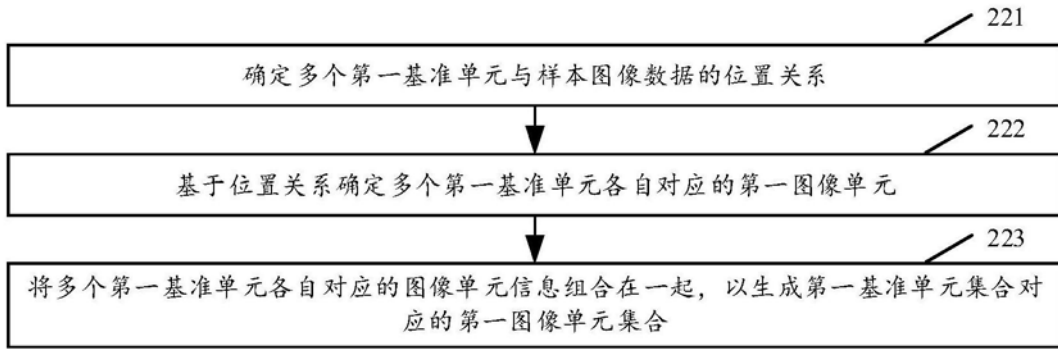 221
确定多个第一基准单元与样本图像数据的位置关系
222
基于位置关系确定多个第一基准单元各自对应的第一图像单元
223
将多个第一基准单元各自对应的图像单元信息组合在一起，以生成第一基准单元集合对
应的第一图像单元集合